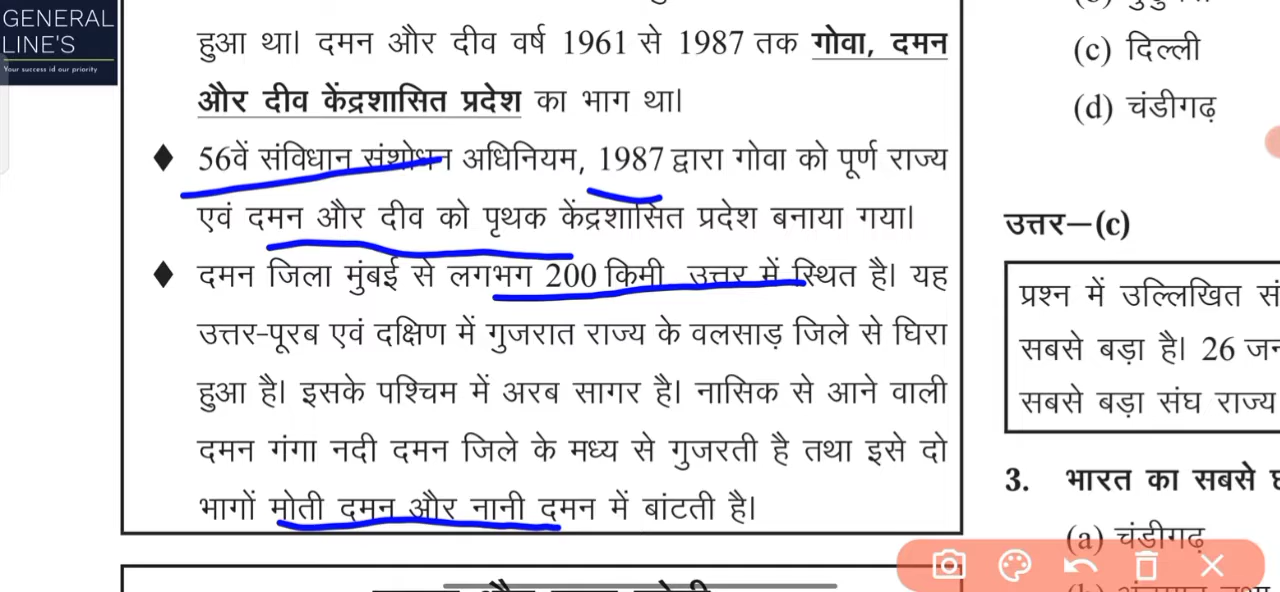 GENERAL
LINE'S
Your success id our priority
हुआ था। दमन और दीव वर्ष 1961 से 1987 तक गोवा, दमन
और दीव केंद्रशासित प्रदेश का भाग था।
♦ 56वें संविधान संशोधन अधिनियम, 1987 द्वारा गोवा को पूर्ण राज्य
एवं दमन और दीव को पृथक केंद्रशासित प्रदेश बनाया गया।
♦ दमन जिला मुंबई से लगभग 200 किमी उत्तर में स्थित है। यह
उत्तर-पूरब एवं दक्षिण में गुजरात राज्य के वलसाड़ जिले से घिरा
हुआ है। इसके पश्चिम में अरब सागर है। नासिक से आने वाली
दमन गंगा नदी दमन जिले के मध्य से गुजरती है तथा इसे दो
भागों मोती दमन और नानी दमन में बांटती है।
(c) दिल्ली
(d) चंडीगढ़
उत्तर—(c)
प्रश्न में उल्लिखित सं
सबसे बड़ा है। 26 जन
सबसे बड़ा संघ राज्य
3. भारत का सबसे
(a) चंडीगढ़